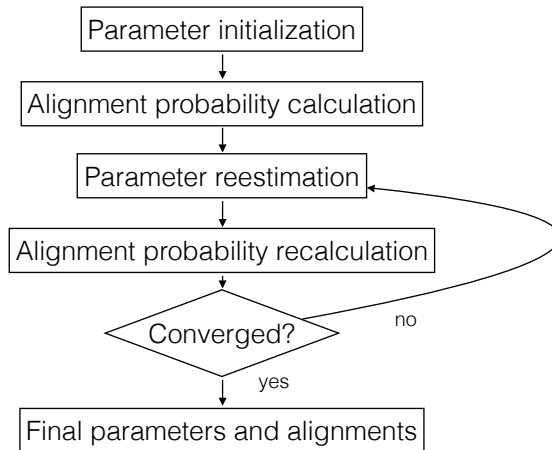 Parameter initialization
Alignment probability calculation
Parameter reestimation
Alignment probability recalculation
Converged?
no
yes
Final parameters and alignments